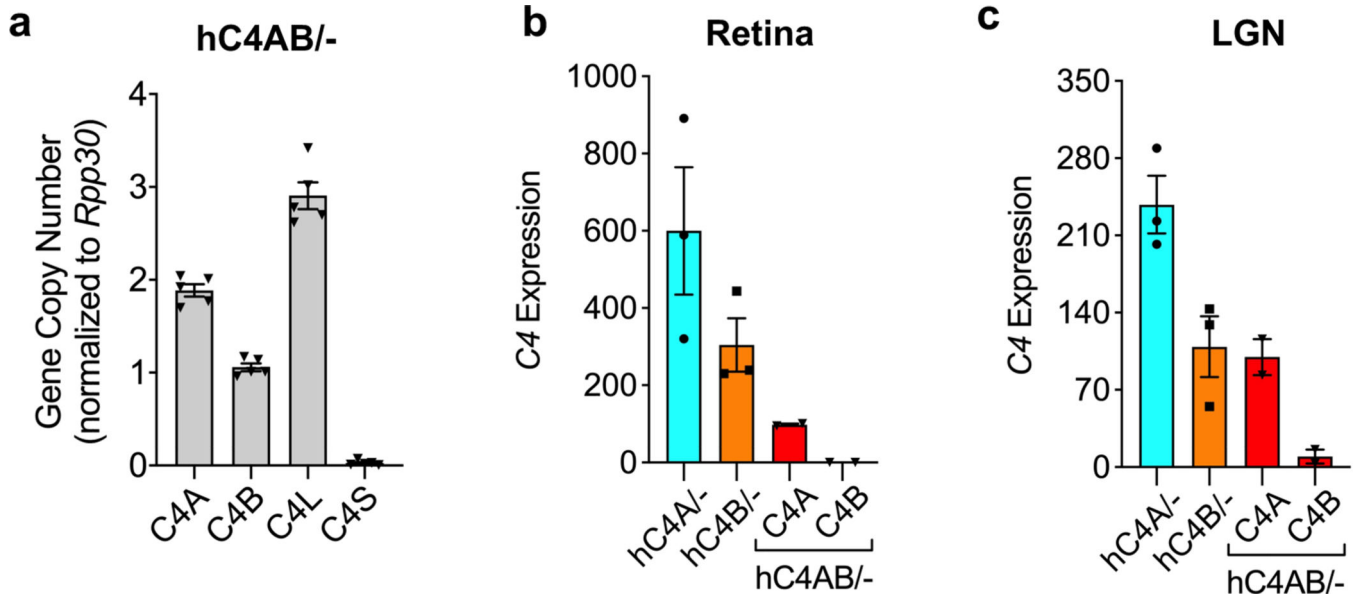 a
hC4AB/-
Gene Copy Number
(normalized to Rpp30)
4
3
2
1
0
C4A
C4B
C4L
C4S
b
Retina
C4 Expression
1000
800
600
400
200
0
hC4A/-
hC4B/-
C4A
C4B
hC4AB/-
c
LGN
C4 Expression
350
280
210
140
70
0
hC4A/-
hC4B/-
C4A
C4B
hC4AB/-